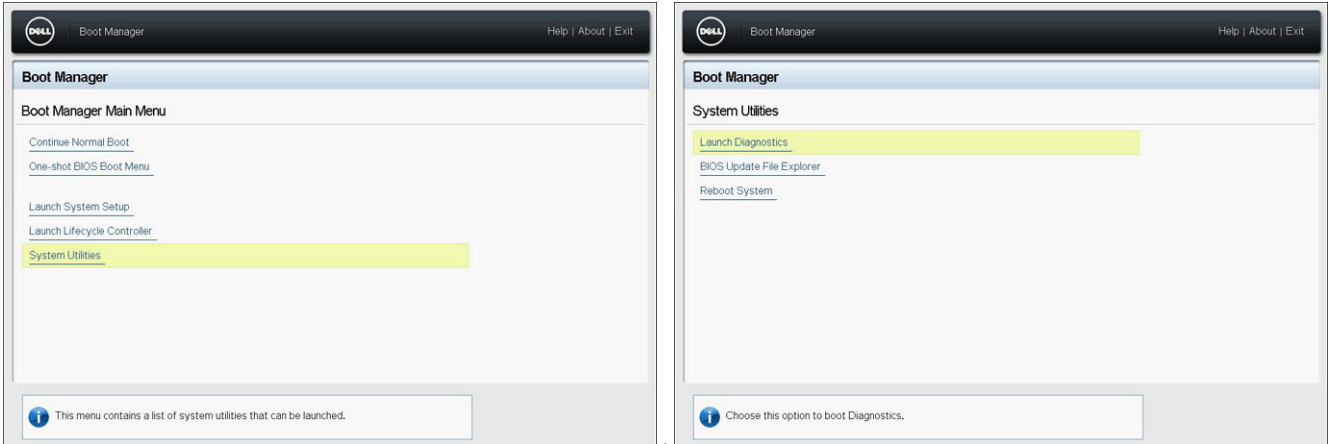 DELL
Boot Manager
Help | About | Exit
Boot Manager
Boot Manager Main Menu
Continue Normal Boot
One-shot BIOS Boot Menu
Launch System Setup
Launch Lifecycle Controller
System Utilities
This menu contains a list of system utilities that can be launched.
DELL
Boot Manager
Help | About | Exit
Boot Manager
System Utilities
Launch Diagnostics
BIOS Update File Explorer
Reboot System
Choose this option to boot Diagnostics.